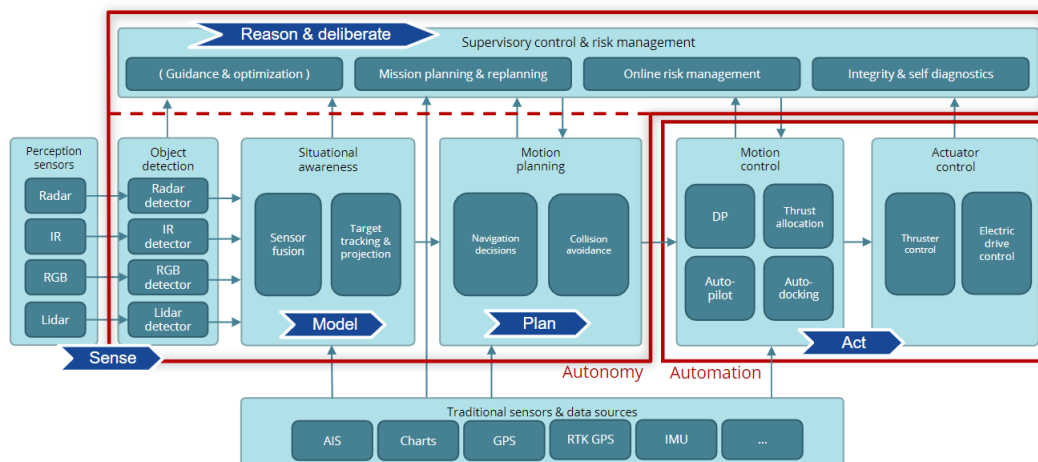 Reason & deliberate
Supervisory control & risk management
( Guidance & optimization )
Mission planning & replanning
Online risk management
Integrity & self diagnostics
Perception
sensors
Radar
IR
RGB
Lidar
Object
detection
Radar
detector
IR
detector
RGB
detector
Lidar
detector
Sense
Situational
awareness
Sensor
fusion
Target
tracking &
projection
Model
Motion
planning
Navigation
decisions
Collision
avoidance
Plan
Autonomy
Motion
control
DP
Thrust
allocation
Auto-
pilot
Auto-
docking
Actuator
control
Thruster
control
Electric
drive control
Act
Automation
Traditional sensors & data sources
AIS
Charts
GPS
RTK GPS
IMU
...